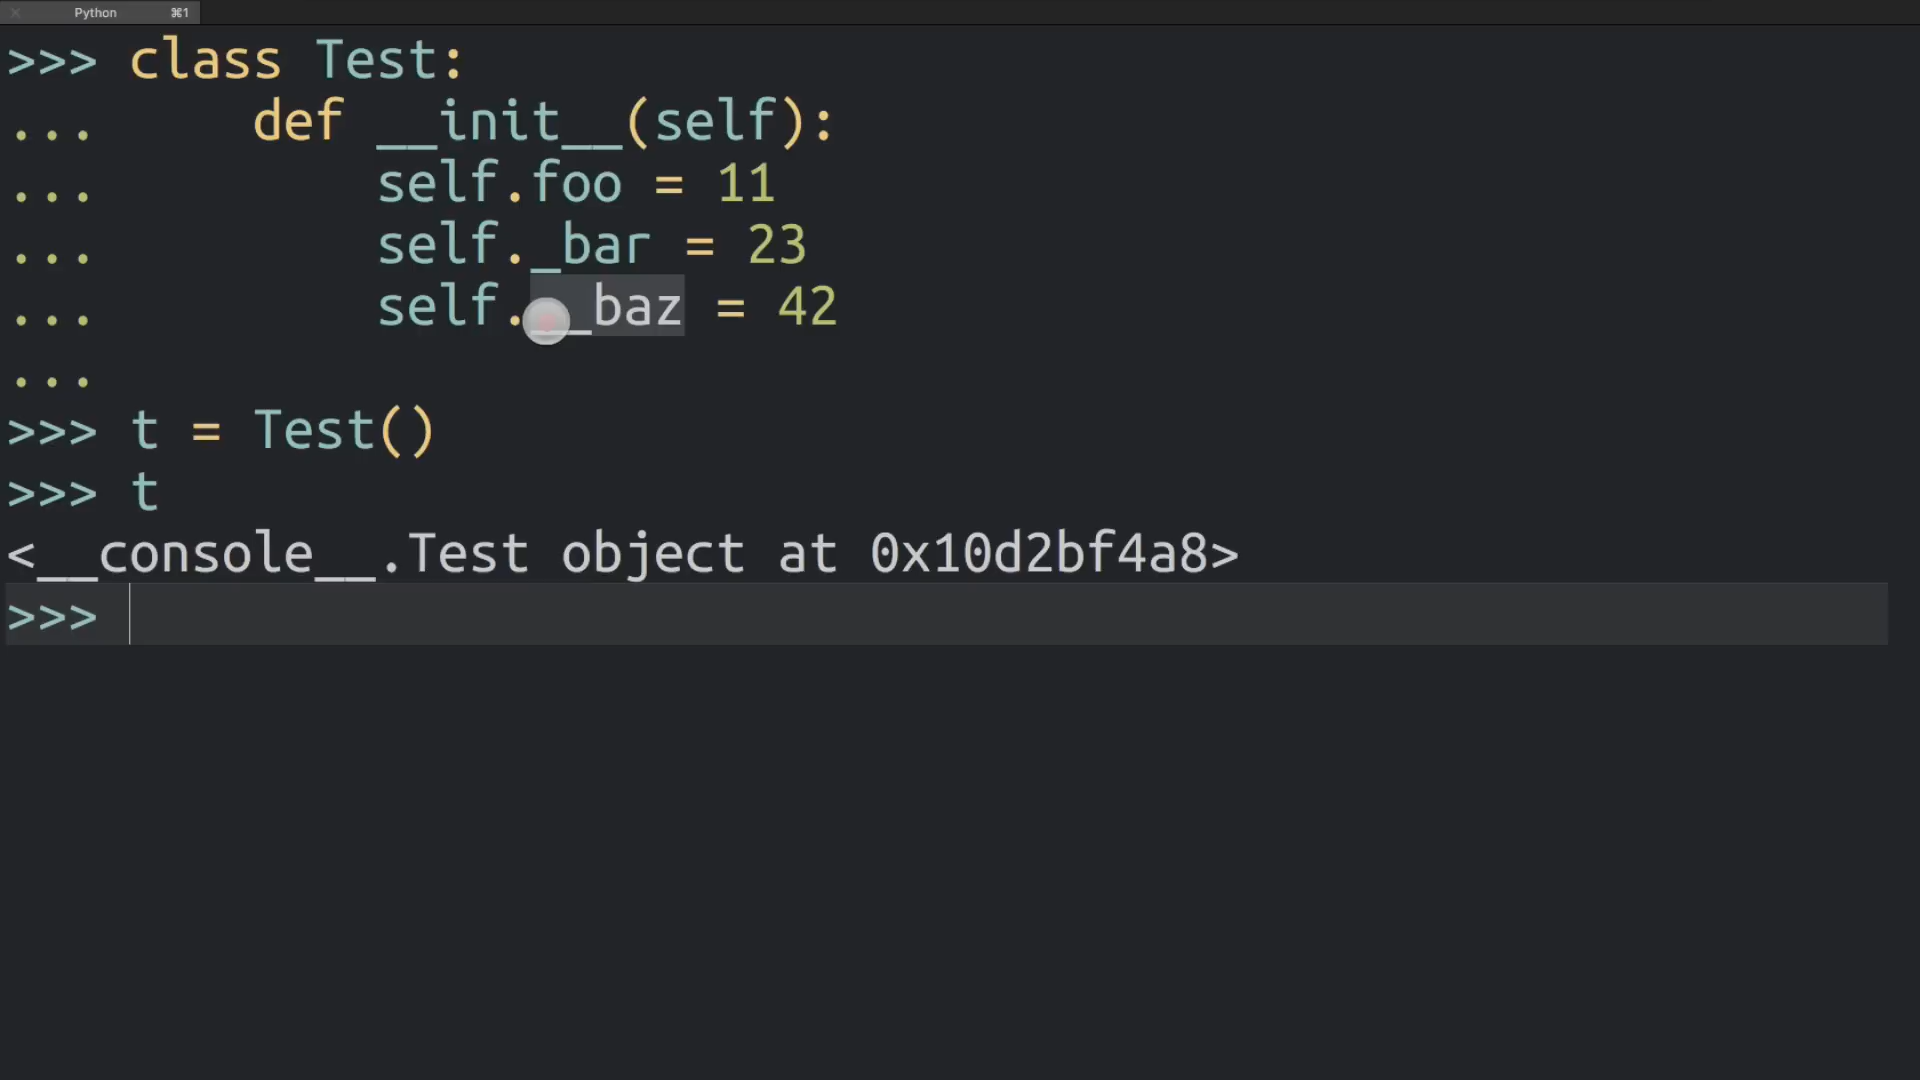 Python ⌘1
>>> class Test:
...     def __init__(self):
...         self.foo = 11
...         self._bar = 23
...         self.__baz = 42
...
>>> t = Test()
>>> t
<__console__.Test object at 0x10d2bf4a8>
>>>